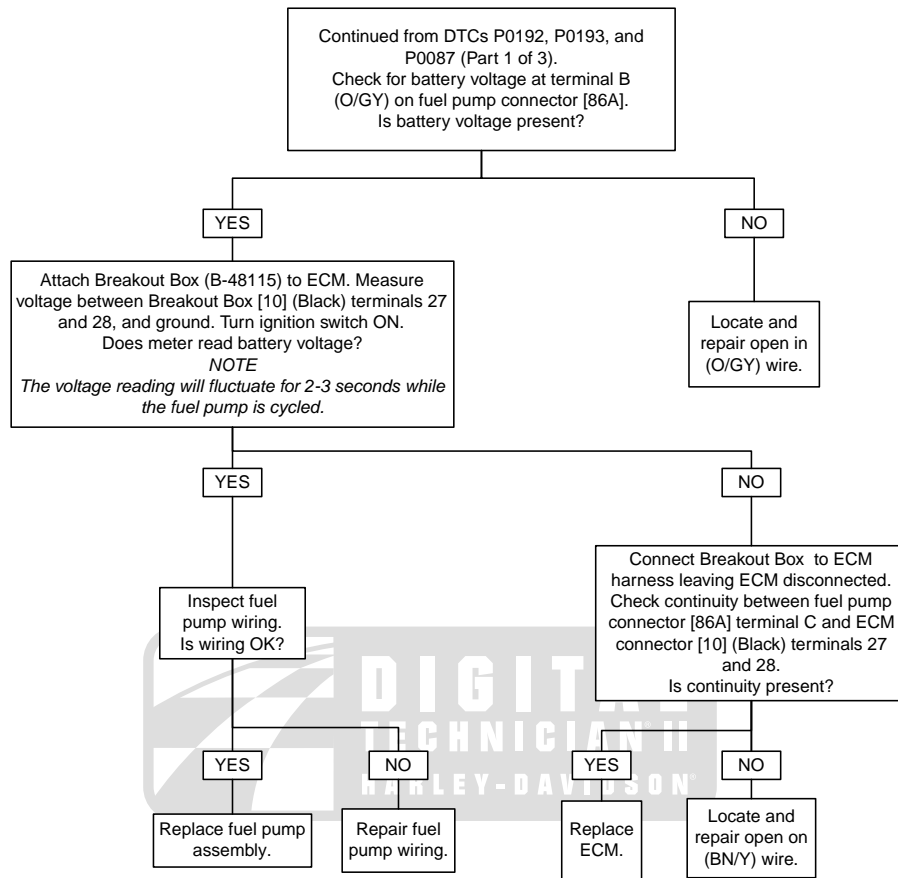 Continued from DTCs P0192, P0193, and
P0087 (Part 1 of 3).
Check for battery voltage at terminal B
(O/GY) on fuel pump connector [86A].
Is battery voltage present?
YES
NO
Attach Breakout Box (B-48115) to ECM. Measure
voltage between Breakout Box [10] (Black) terminals 27
and 28, and ground. Turn ignition switch ON.
Does meter read battery voltage?
NOTE
The voltage reading will fluctuate for 2-3 seconds while
the fuel pump is cycled.
Locate and
repair open in
(O/GY) wire.
YES
NO
Inspect fuel
pump wiring.
Is wiring OK?
Connect Breakout Box to ECM
harness leaving ECM disconnected.
Check continuity between fuel pump
connector [86A] terminal C and ECM
connector [10] (Black) terminals 27
and 28.
Is continuity present?
DIGITAL
TECHNICIAN II
HARLEY-DAVIDSON
YES
NO
YES
NO
Replace fuel pump
assembly.
Repair fuel
pump wiring.
Replace
ECM.
Locate and
repair open on
(BN/Y) wire.